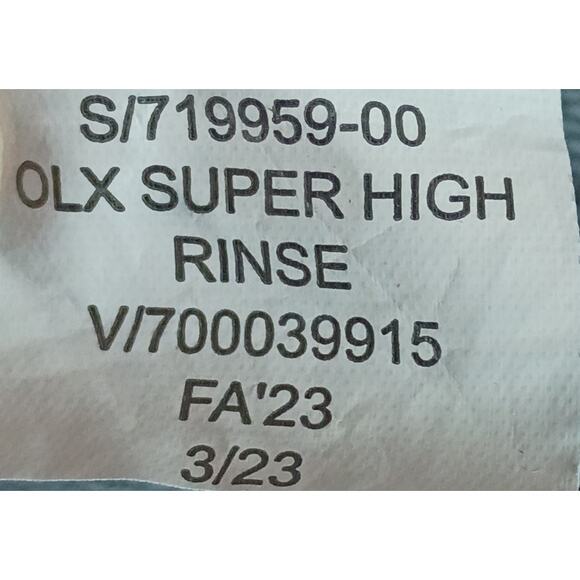 S/719959-00
OLX SUPER HIGH
RINSE
V/700039915
FA'23
3/23